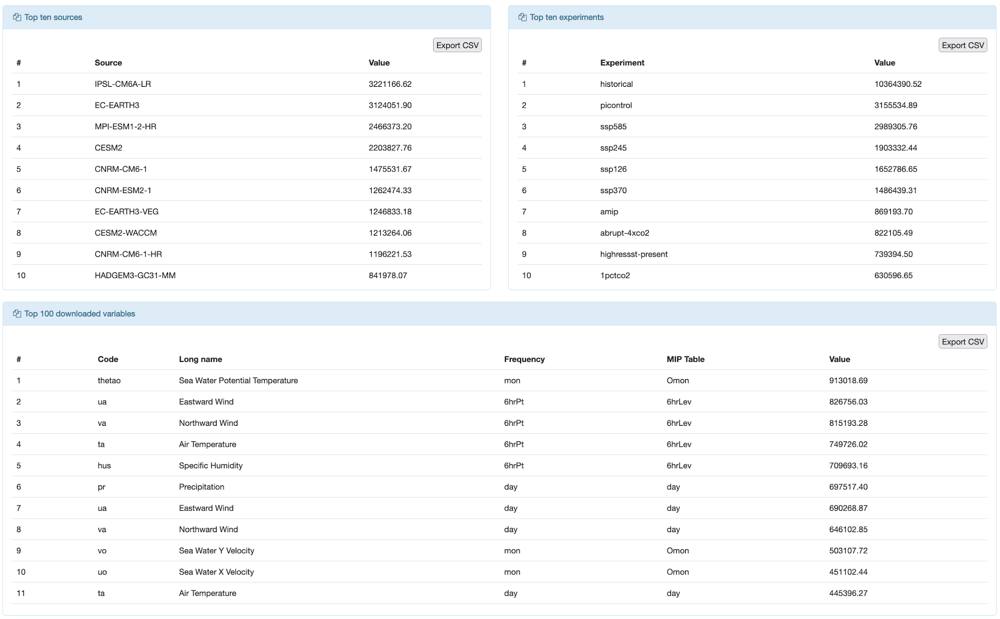 Top ten sources
Export CSV
# Source Value
1 IPSL-CM6A-LR 3221166.62
2 EC-EARTH3 3124051.90
3 MPI-ESM1-2-HR 2466373.20
4 CESM2 2203827.76
5 CNRM-CM6-1 1475531.67
6 CNRM-ESM2-1 1262474.33
7 EC-EARTH3-VEG 1246833.18
8 CESM2-WACCM 1213264.06
9 CNRM-CM6-1-HR 1196221.53
10 HADGEM3-GC31-MM 841978.07
Top ten experiments
Export CSV
# Experiment Value
1 historical 10364390.52
2 picontrol 3155534.89
3 ssp585 2989305.76
4 ssp245 1903332.44
5 ssp126 1652786.65
6 ssp370 1486439.31
7 amip 869193.70
8 abrupt-4xco2 822105.49
9 highressst-present 739394.50
10 1pctco2 630596.65
Top 100 downloaded variables
Export CSV
# Code Long name Frequency MIP Table Value
1 thetao Sea Water Potential Temperature mon Omon 913018.69
2 ua Eastward Wind 6hrPt 6hrLev 826756.03
3 va Northward Wind 6hrPt 6hrLev 815193.28
4 ta Air Temperature 6hrPt 6hrLev 749726.02
5 hus Specific Humidity 6hrPt 6hrLev 709693.16
6 pr Precipitation day day 697517.40
7 ua Eastward Wind day day 690268.87
8 va Northward Wind day day 646102.85
9 vo Sea Water Y Velocity mon Omon 503107.72
10 uo Sea Water X Velocity mon Omon 451102.44
11 ta Air Temperature day day 445396.27